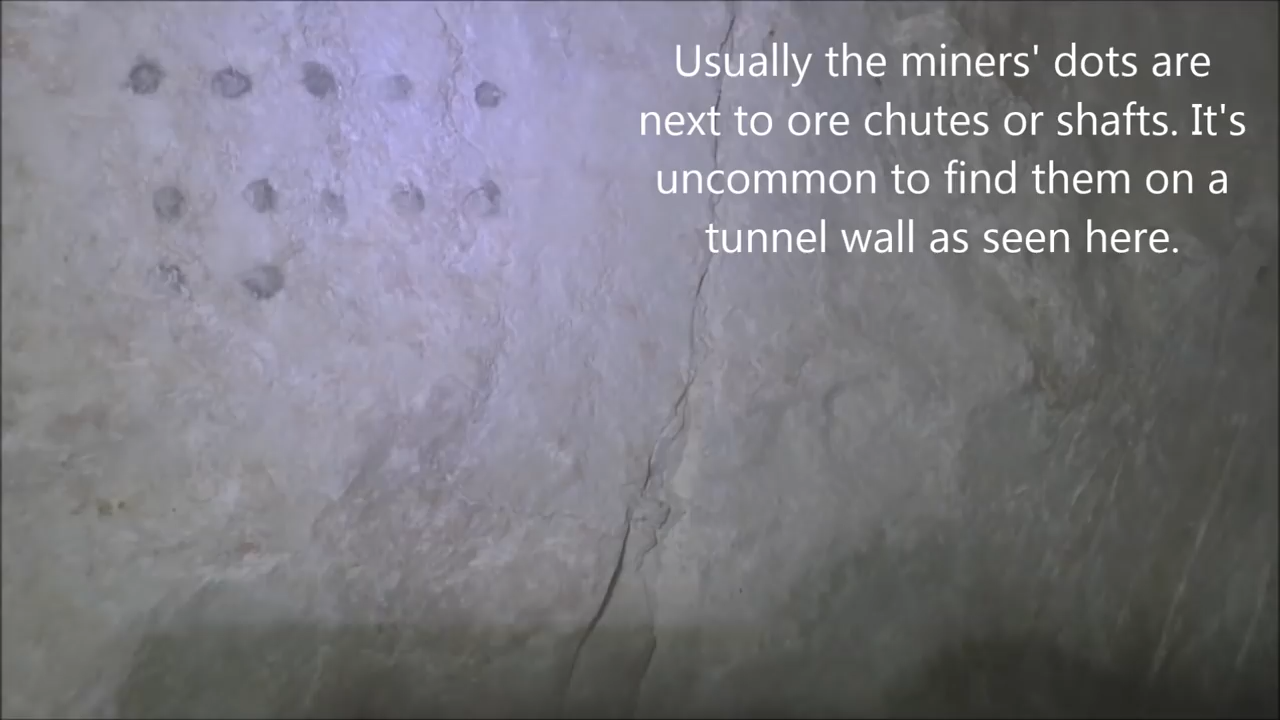 Usually the miners' dots are
next to ore chutes or shafts. It's
uncommon to find them on a
tunnel wall as seen here.